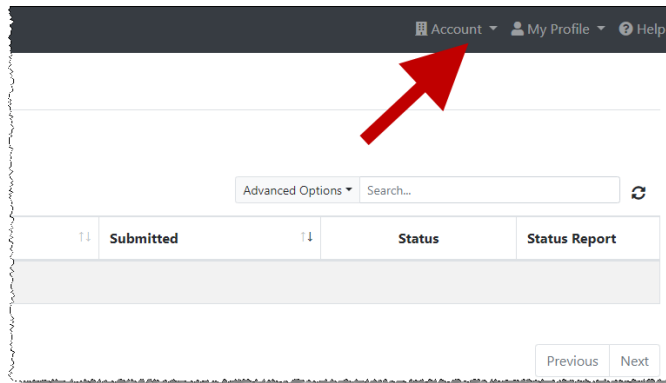 Account My Profile Help
Advanced Options Search...
Submitted Status Status Report
Previous Next